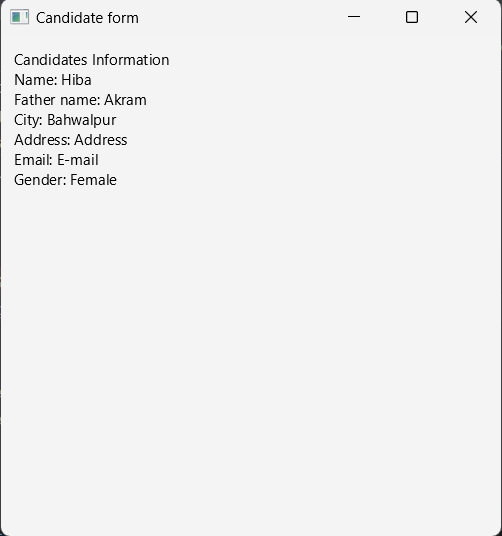 Candidate form
Candidates Information
Name: Hiba
Father name: Akram
City: Bahwalpur
Address: Address
Email: E-mail
Gender: Female